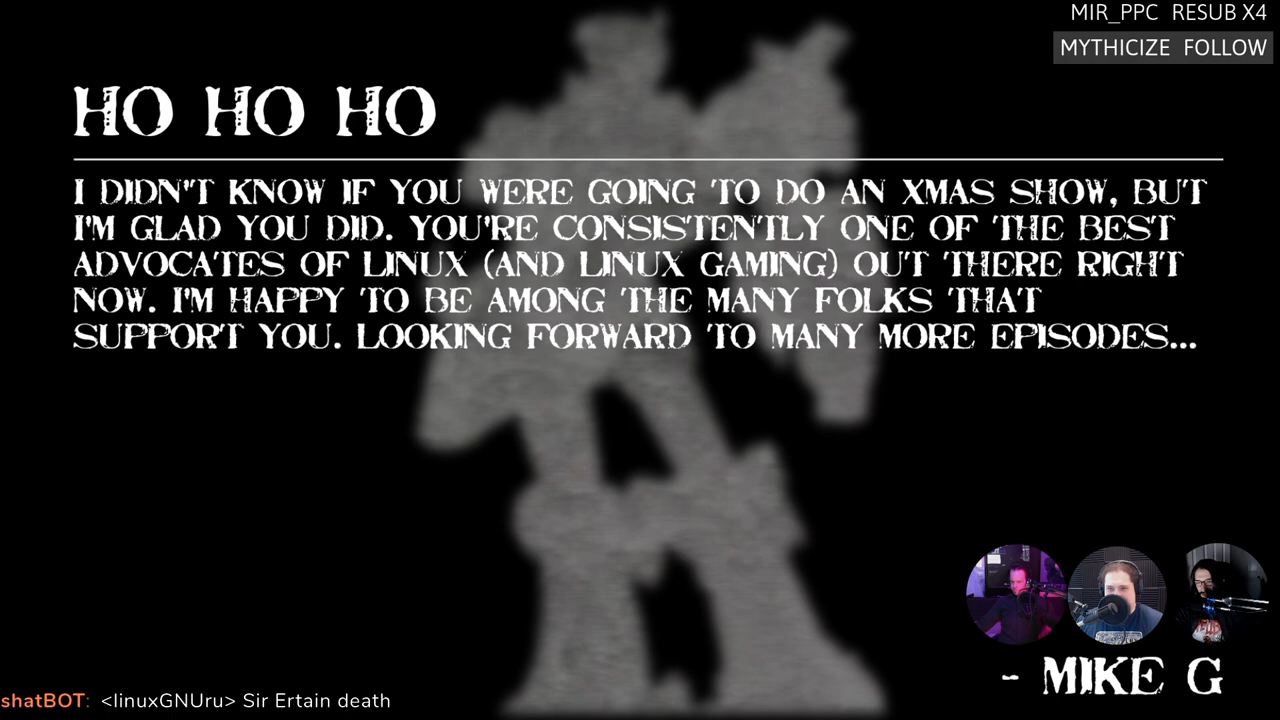 MIR_PPC RESUB X4
MYTHICIZE FOLLOW
HO HO HO
I DIDN'T KNOW IF YOU WERE GOING TO DO AN XMAS SHOW, BUT
I'M GLAD YOU DID. YOU'RE CONSISTENTLY ONE OF THE BEST
ADVOCATES OF LINUX (AND LINUX GAMING) OUT THERE RIGHT
NOW. I'M HAPPY TO BE AMONG THE MANY FOLKS THAT
SUPPORT YOU. LOOKING FORWARD TO MANY MORE EPISODES...
- MIKE G
shatBOT: <linuxGNUru> Sir Ertain death